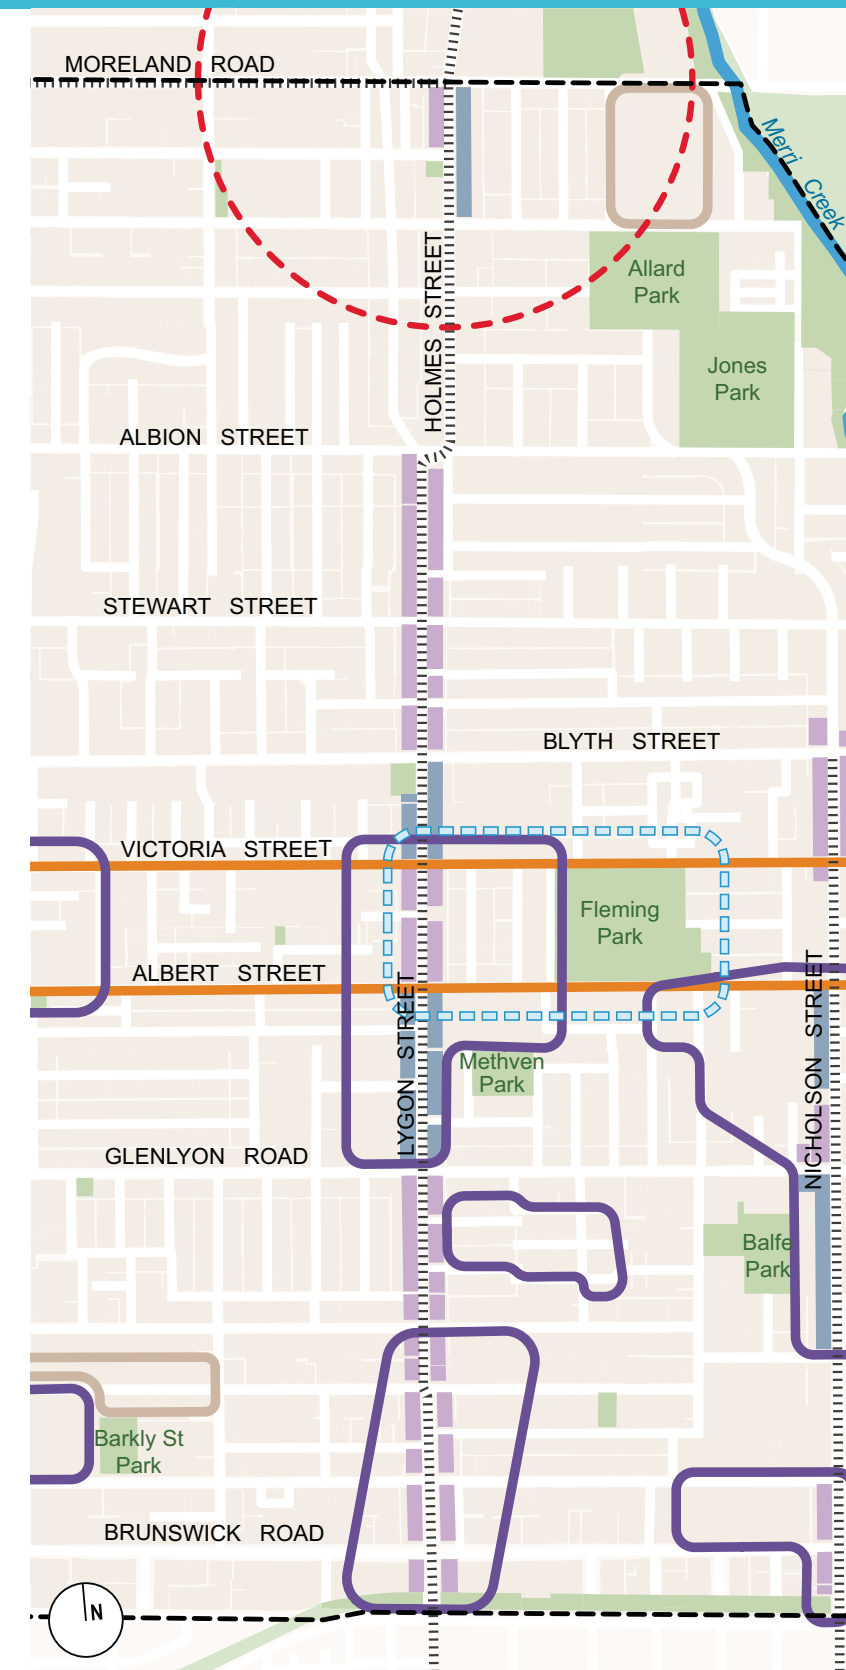 MORELAND ROAD
Merri Creek
HOLMES STREET
Allard
Park
Jones
Park
ALBION STREET
STEWART STREET
BLYTH STREET
VICTORIA STREET
Fleming
Park
ALBERT STREET
LYGON STREET
NICHOLSON STREET
Methven
Park
GLENLYON ROAD
Balfe
Park
Barkly St
Park
BRUNSWICK ROAD
N